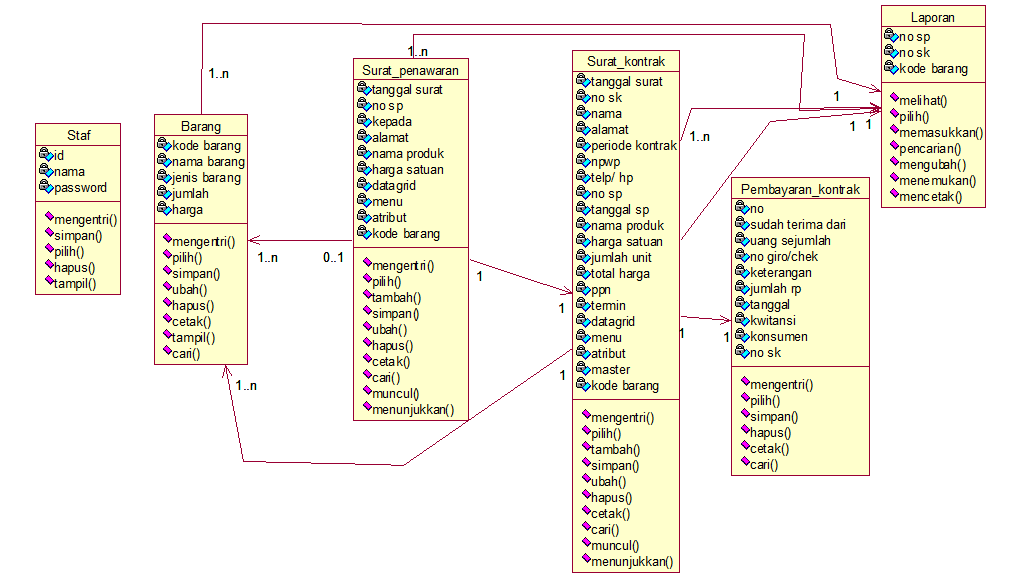 Staf
id
nama
password
mengentri()
simpan()
pilih()
hapus()
tampil()
Barang
kode barang
nama barang
jenis barang
jumlah
harga
mengentri()
pilih()
simpan()
ubah()
hapus()
cetak()
tampil()
cari()
Surat_penawaran
tanggal surat
no sp
kepada
alamat
nama produk
harga satuan
datagrid
menu
atribut
kode barang
mengentri()
pilih()
tambah()
simpan()
ubah()
hapus()
cetak()
cari()
muncul()
menunjukkan()
Surat_kontrak
tanggal surat
no sk
nama
alamat
periode kontrak
npwp
telp/ hp
no sp
tanggal sp
nama produk
harga satuan
jumlah unit
total harga
ppn
termin
datagrid
menu
atribut
master
kode barang
mengentri()
pilih()
tambah()
simpan()
ubah()
hapus()
cetak()
cari()
muncul()
menunjukkan()
Pembayaran_kontrak
no
sudah terima dari
uang sejumlah
no giro/chek
keterangan
jumlah rp
tanggal
kwitansi
konsumen
no sk
mengentri()
pilih()
simpan()
hapus()
cetak()
cari()
Laporan
no sp
no sk
kode barang
melihat()
pilih()
memasukkan()
pencarian()
mengubah()
menemukan()
mencetak()
1..n
1
1..n
1
1..n
1
1..n
0..1
1
1
1
1..n
1
1